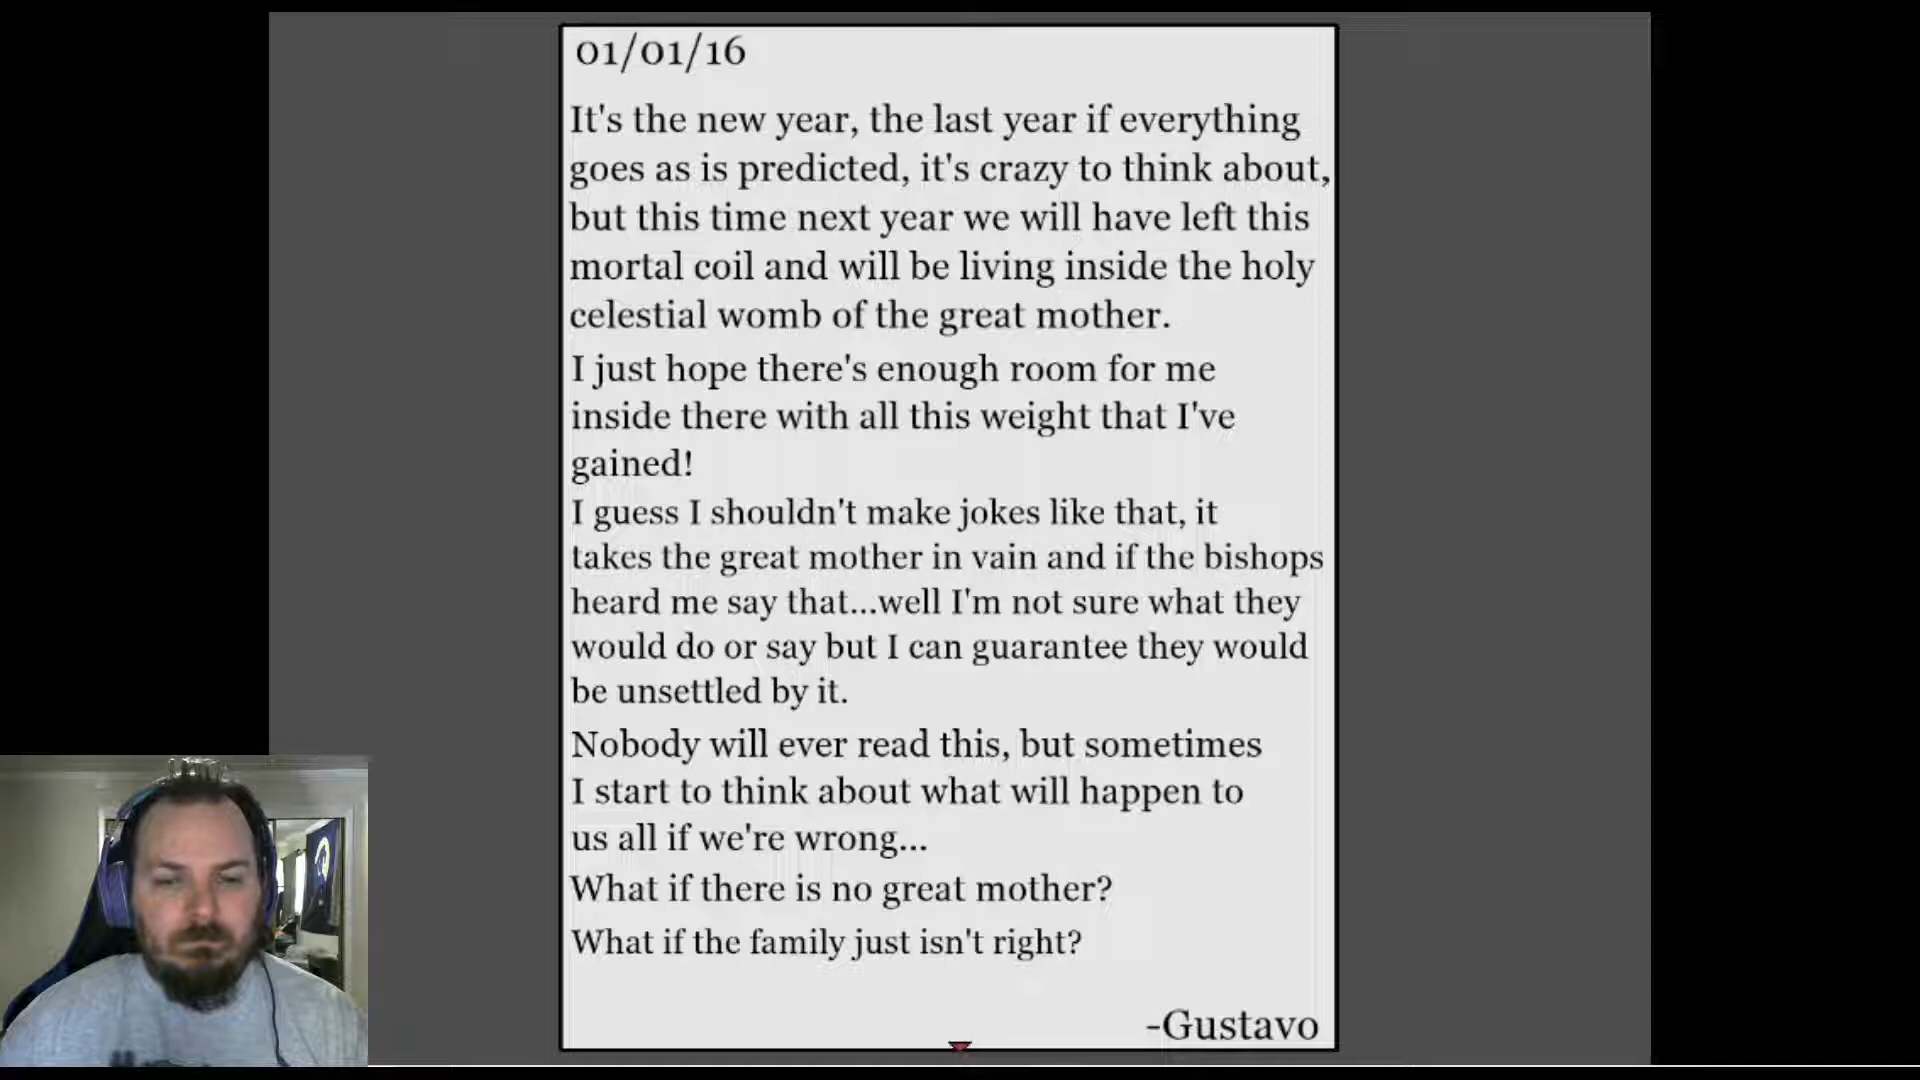 01/01/16
It's the new year, the last year if everything
goes as is predicted, it's crazy to think about,
but this time next year we will have left this
mortal coil and will be living inside the holy
celestial womb of the great mother.
I just hope there's enough room for me
inside there with all this weight that I've
gained!
I guess I shouldn't make jokes like that, it
takes the great mother in vain and if the bishops
heard me say that...well I'm not sure what they
would do or say but I can guarantee they would
be unsettled by it.
Nobody will ever read this, but sometimes
I start to think about what will happen to
us all if we're wrong...
What if there is no great mother?
What if the family just isn't right?
-Gustavo